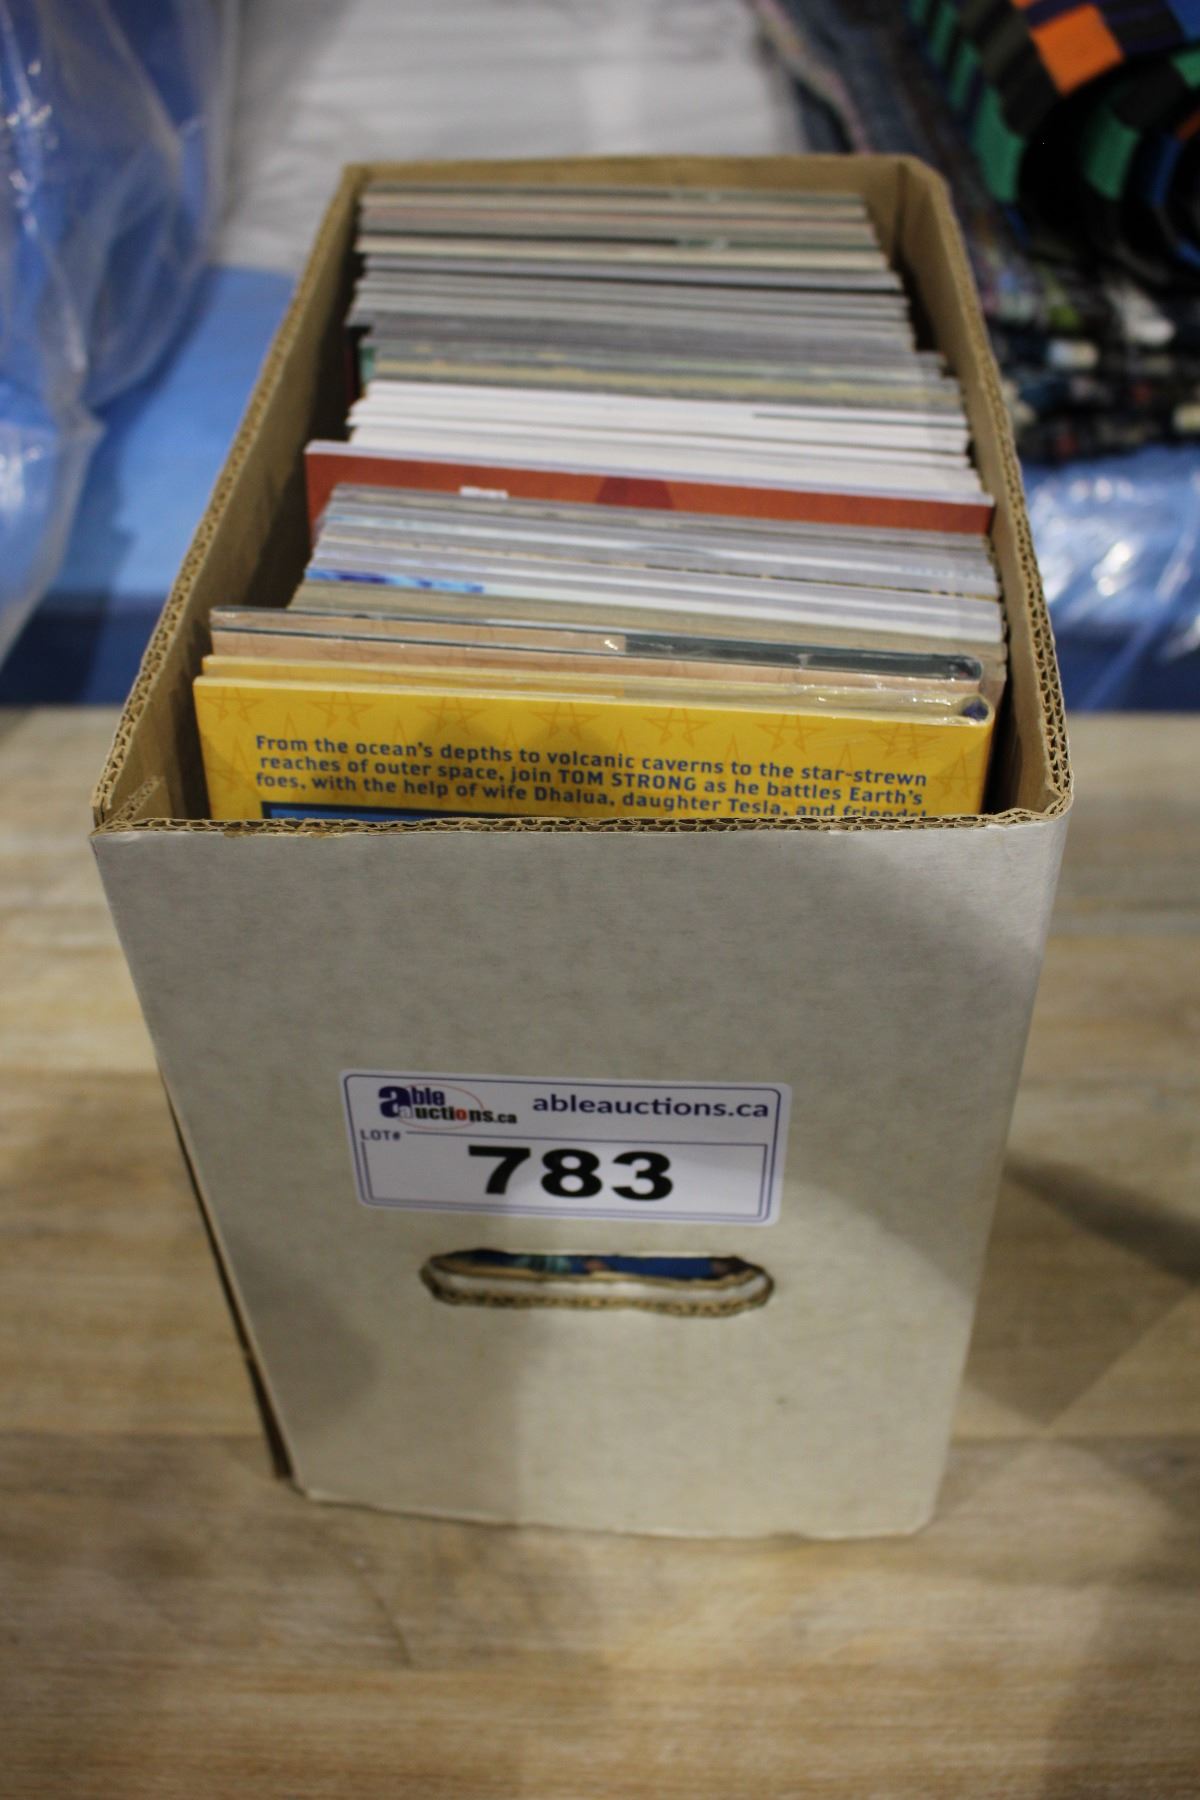 From the ocean's depths to volcanic caverns to the star-strewn
reaches of outer space, join TOM STRONG as he battles Earth's
foes, with the help of wife Dhalua, daughter Tesla, and friends!
able auctions.ca
ableauctions.ca
LOT#
783